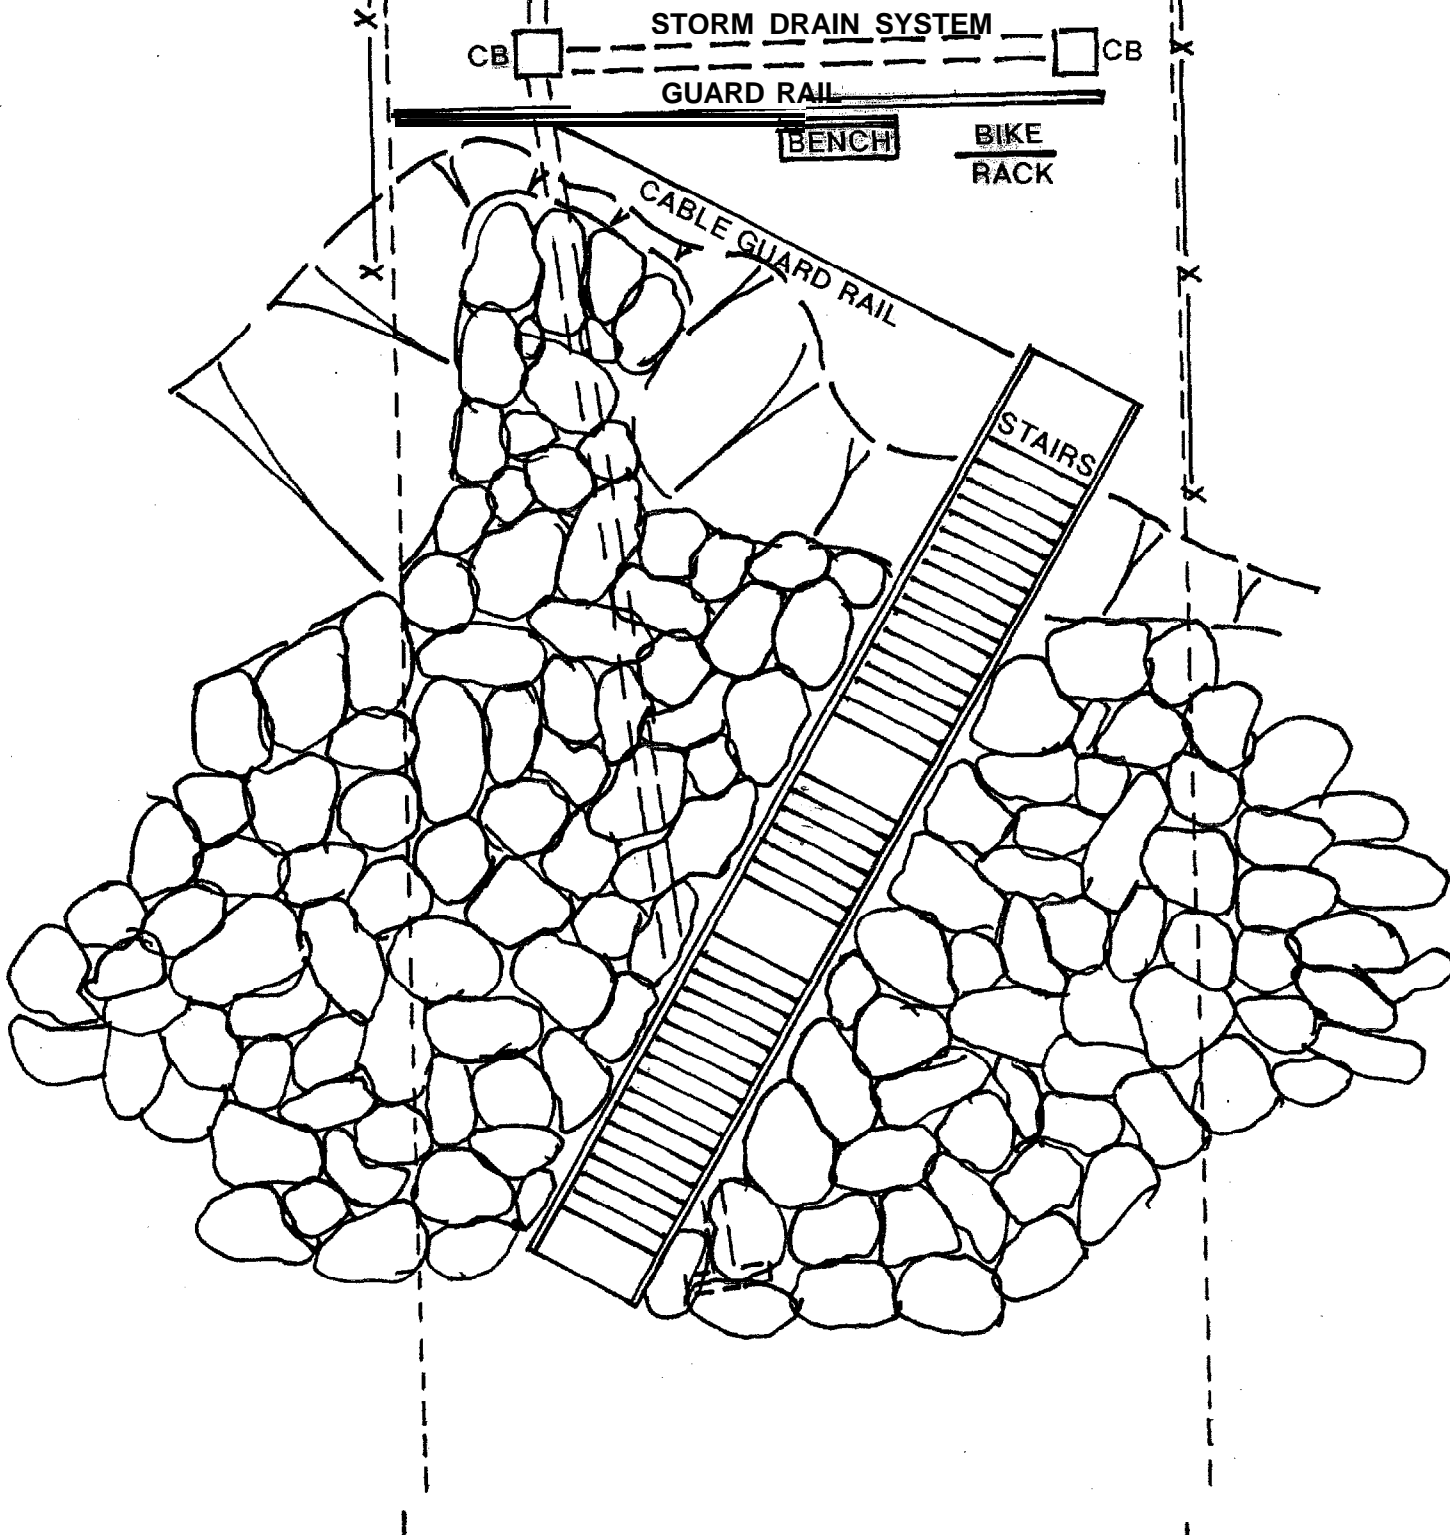 STORM DRAIN SYSTEM
CB
CB
GUARD RAIL
BENCH
BIKE
RACK
CABLE GUARD RAIL
STAIRS